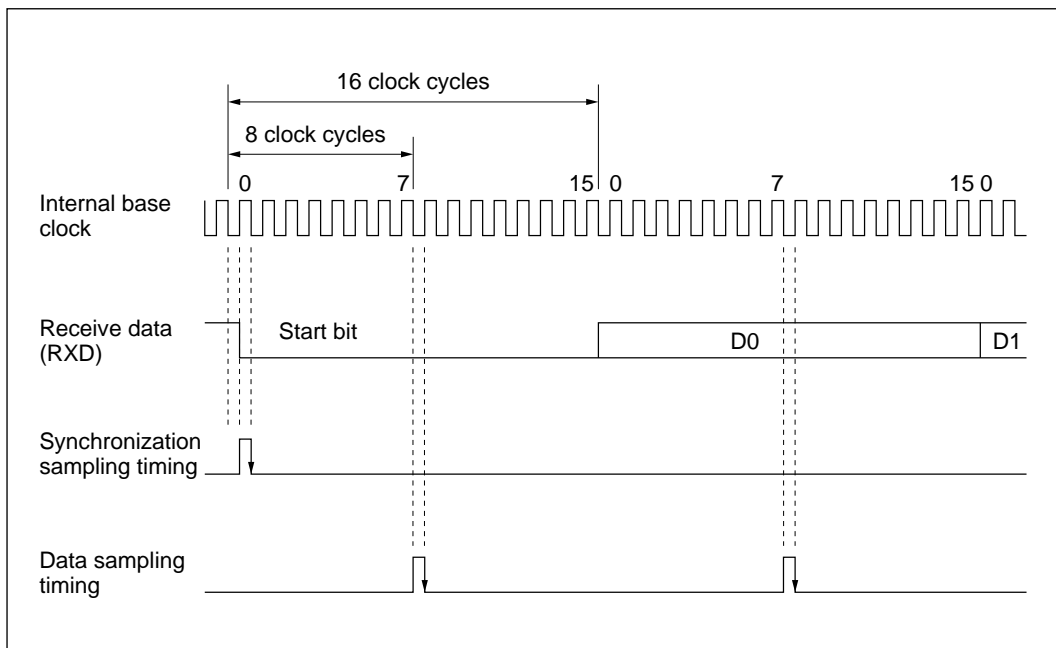 16 clock cycles
8 clock cycles
0 7 15 0 7 15 0
Internal base
clock
Receive data
(RXD)
Start bit
D0
D1
Synchronization
sampling timing
Data sampling
timing